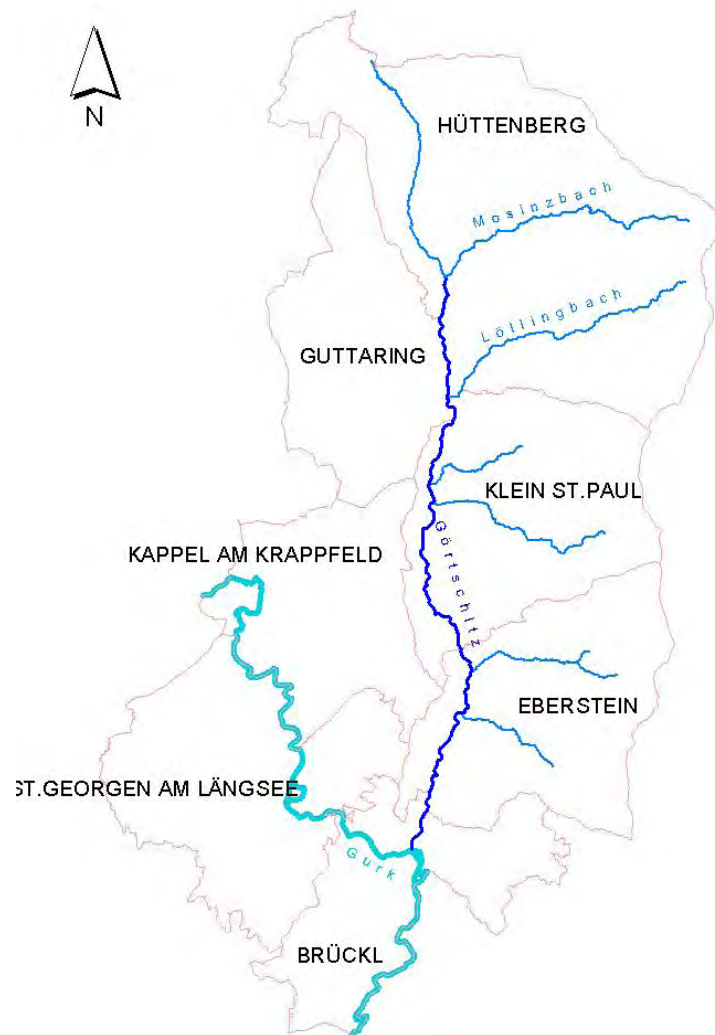 N
HÜTTENBERG
Mosinzbach
Löllingbach
GUTTARING
KLEIN ST.PAUL
Görtschitz
KAPPEL AM KRAPPFELD
EBERSTEIN
ST.GEORGEN AM LÄNGSEE
Gurk
BRÜCKL